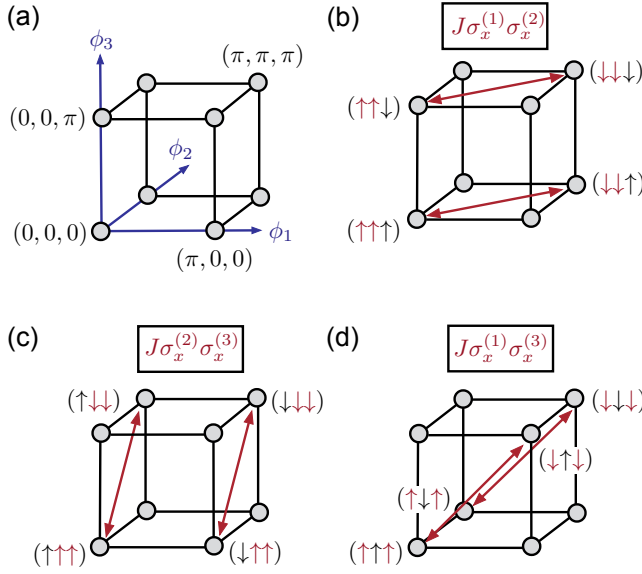 (a)
ϕ₃
(π, π, π)
(0, 0, π)
ϕ₂
(0, 0, 0)
ϕ₁
(π, 0, 0)
(b)
Jσₓ⁽¹⁾σₓ⁽²⁾
(↓↓↓)
(↑↑↓)
(↓↓↑)
(↑↑↑)
(c)
Jσₓ⁽²⁾σₓ⁽³⁾
(↑↓↓)
(↓↓↓)
(↑↑↑)
(↓↑↑)
(d)
Jσₓ⁽¹⁾σₓ⁽³⁾
(↓↓↓)
(↓↑↓)
(↑↓↑)
(↑↑↑)